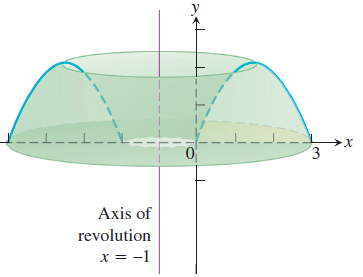 y
x
0
3
Axis of
revolution
x = −1